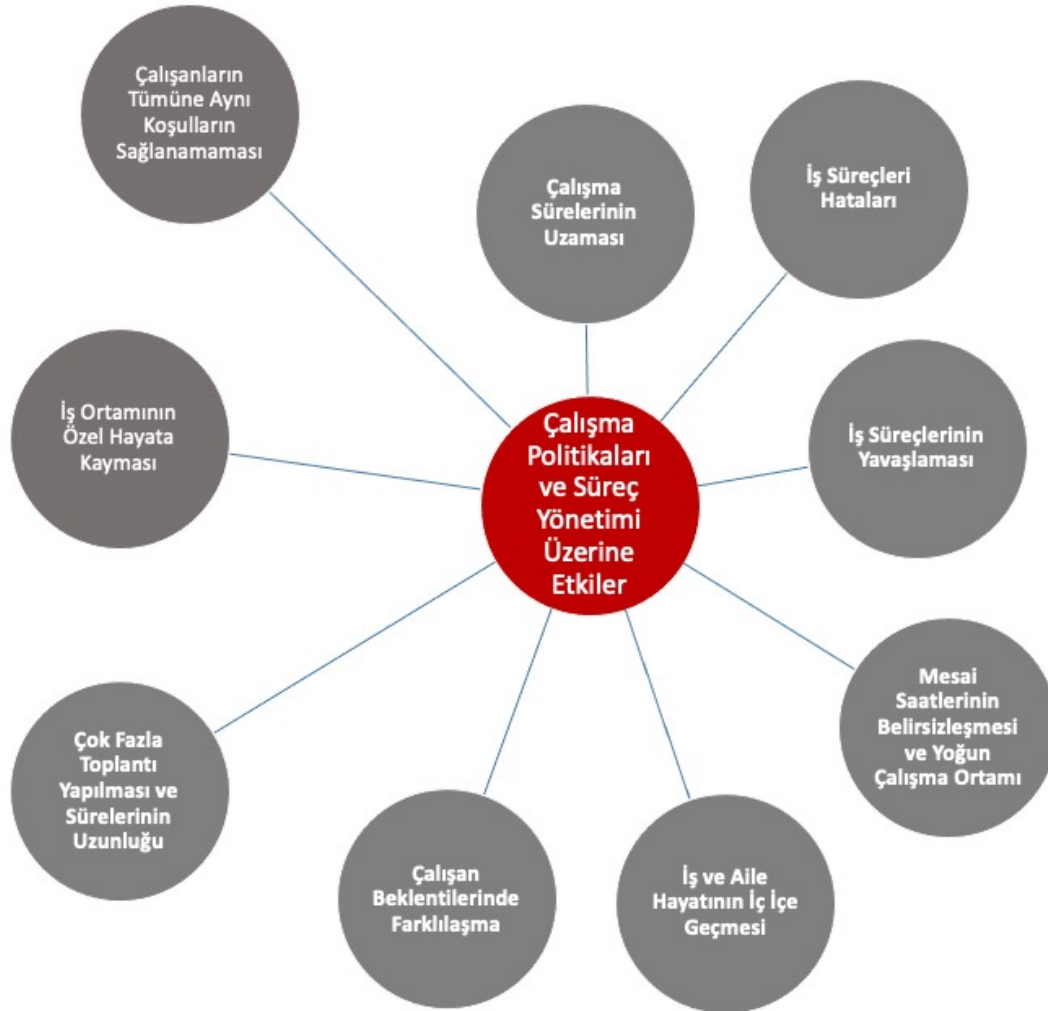 Çalışanların
Tümüne Aynı
Koşulların
Sağlanamaması
Çalışma
Sürelerinin
Uzaması
İş Süreçleri
Hataları
İş Ortamının
Özel Hayata
Kayması
Çalışma
Politikaları
ve Süreç
Yönetimi
Üzerine
Etkiler
İş Süreçlerinin
Yavaşlaması
Mesai
Saatlerinin
Belirsizleşmesi
ve Yoğun
Çalışma Ortamı
Çok Fazla
Toplantı
Yapılması ve
Sürelerinin
Uzunluğu
Çalışan
Beklentilerinde
Farklılaşma
İş ve Aile
Hayatının İç İçe
Geçmesi